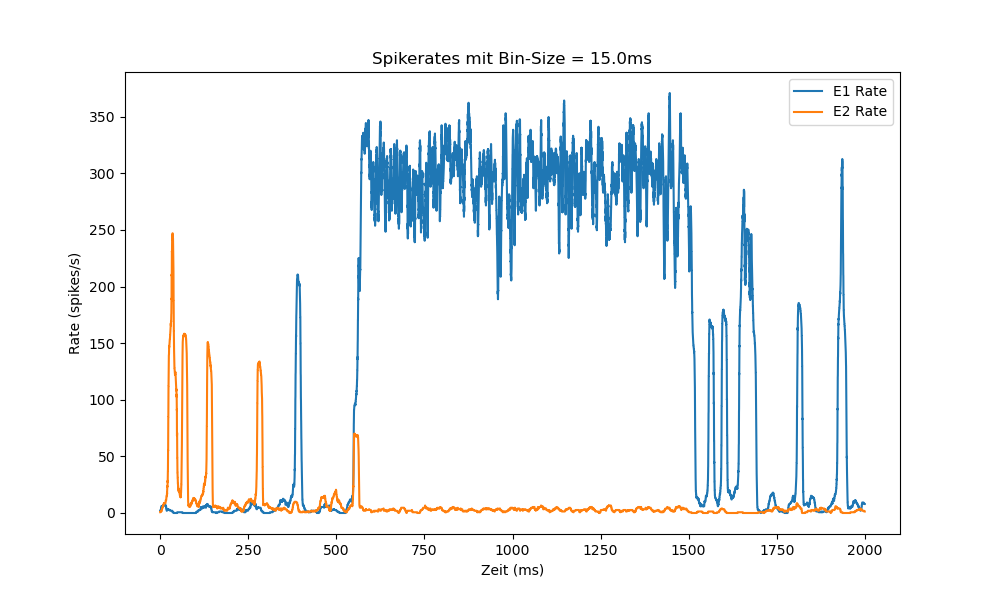 Spikerates mit Bin-Size = 15.0ms
E1 Rate
E2 Rate
Rate (spikes/s)
350
300
250
200
150
100
50
0
0 250 500 750 1000 1250 1500 1750 2000
Zeit (ms)